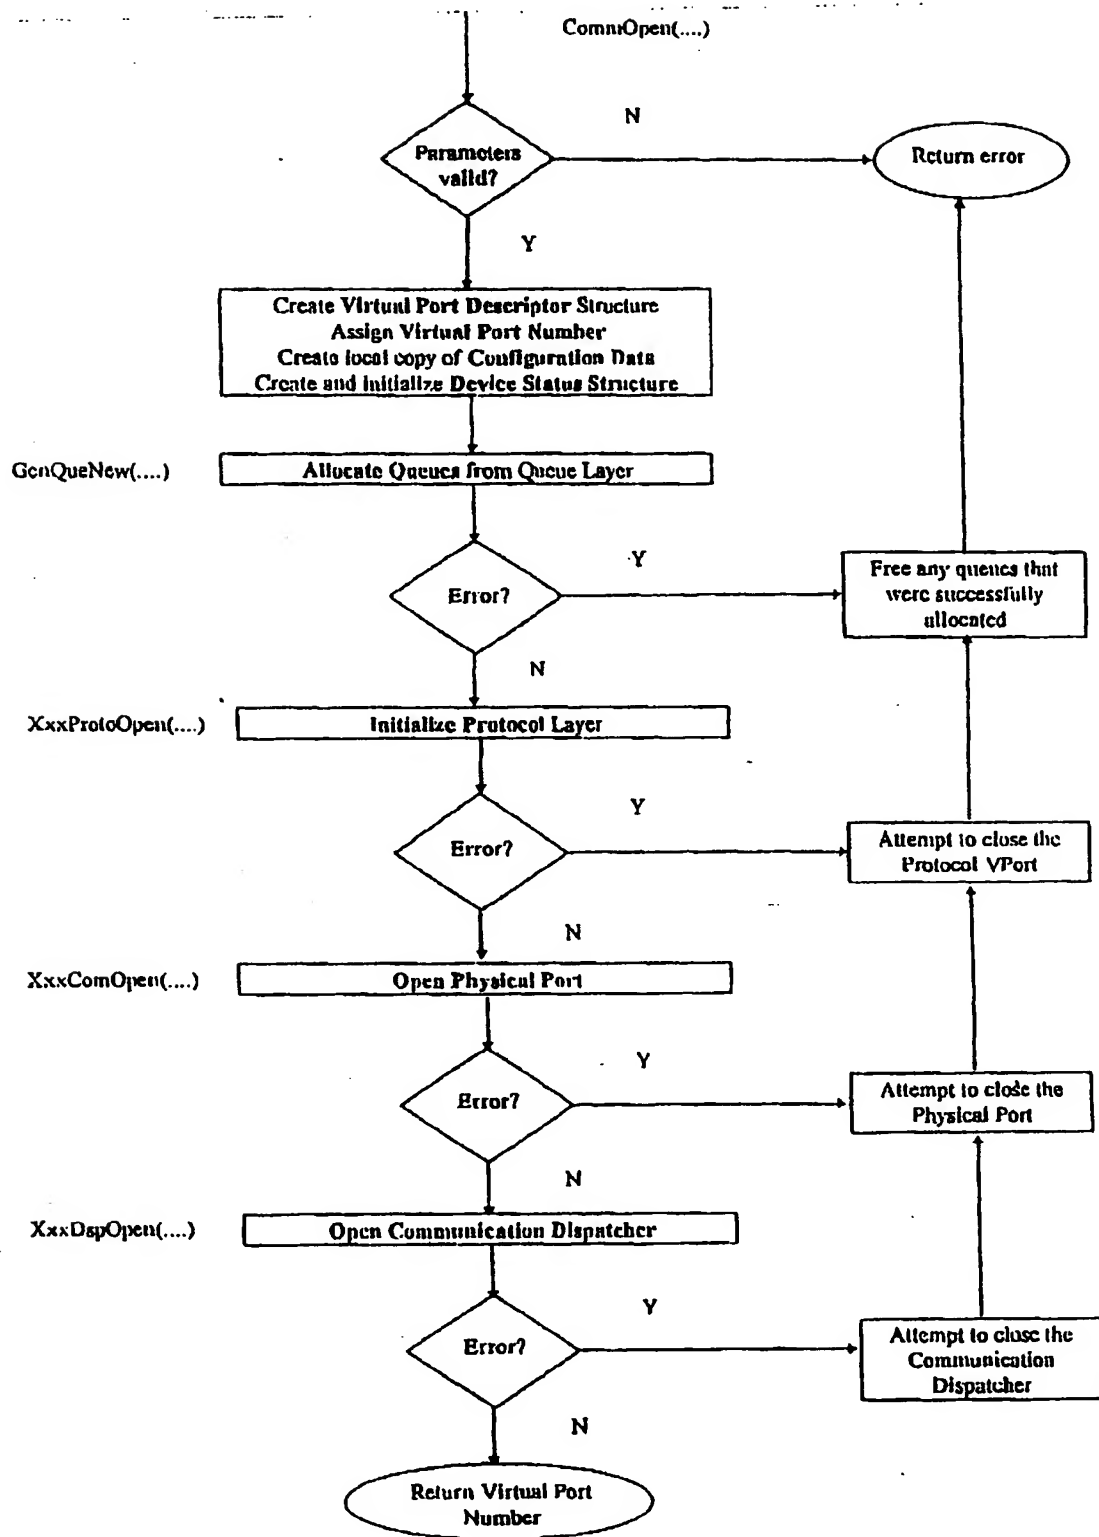 CommOpen(....)
N
Parameters
valid?
Return error
Y
Create Virtual Port Descriptor Structure
Assign Virtual Port Number
Create local copy of Configuration Data
Create and initialize Device Status Structure
GenQueNew(....)
Allocate Queues from Queue Layer
Y
Error?
Free any queues that
were successfully
allocated
N
XxxProtoOpen(....)
Initialize Protocol Layer
Y
Error?
Attempt to close the
Protocol VPort
N
XxxComOpen(....)
Open Physical Port
Y
Error?
Attempt to close the
Physical Port
N
XxxDspOpen(....)
Open Communication Dispatcher
Y
Error?
Attempt to close the
Communication
Dispatcher
N
Return Virtual Port
Number